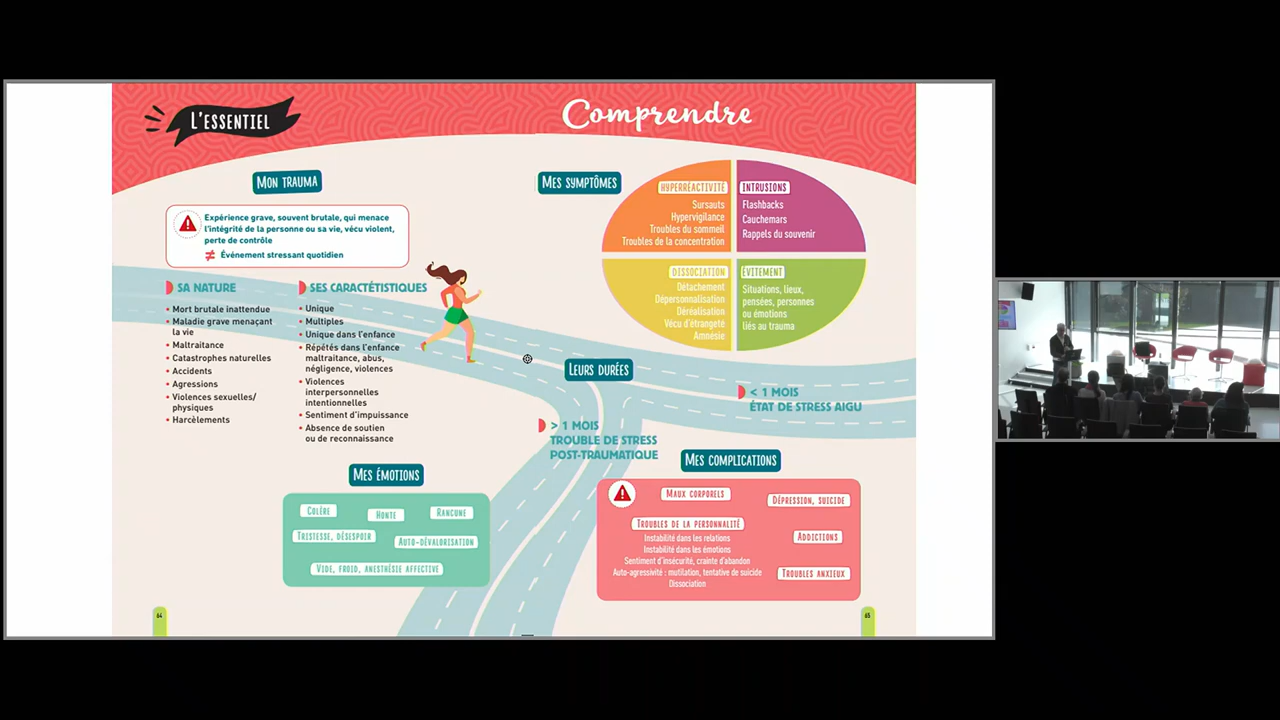 L'ESSENTIEL
Comprendre
MON TRAUMA
Expérience grave, souvent brutale, qui menace
l'intégrité de la personne ou sa vie, vécu violent,
perte de contrôle
≠ Événement stressant quotidien
SA NATURE
• Mort brutale inattendue
• Maladie grave menaçant
la vie
• Maltraitance
• Catastrophes naturelles
• Accidents
• Agressions
• Violences sexuelles/
physiques
• Harcèlements
SES CARACTÉTISTIQUES
• Unique
• Multiples
• Unique dans l'enfance
• Répétés dans l'enfance
maltraitance, abus,
négligence, violences
• Violences
interpersonnelles
intentionnelles
• Sentiment d'impuissance
• Absence de soutien
ou de reconnaissance
MES SYMPTÔMES
HYPERRÉACTIVITÉ
Sursauts
Hypervigilance
Troubles du sommeil
Troubles de la concentration
INTRUSIONS
Flashbacks
Cauchemars
Rappels du souvenir
DISSOCIATION
Détachement
Dépersonnalisation
Déréalisation
Vécu d'étrangeté
Amnésie
ÉVITEMENT
Situations, lieux,
pensées, personnes
ou émotions
liés au trauma
LEURS DURÉES
< 1 MOIS
ÉTAT DE STRESS AIGU
> 1 MOIS
TROUBLE DE STRESS
POST-TRAUMATIQUE
MES ÉMOTIONS
COLÈRE
HONTE
RANCUNE
TRISTESSE, DÉSESPOIR
AUTO-DÉVALORISATION
VIDE, FROID, ANESTHÉSIE AFFECTIVE
MES COMPLICATIONS
MAUX CORPORELS
DÉPRESSION, SUICIDE
TROUBLES DE LA PERSONNALITÉ
Instabilité dans les relations
Instabilité dans les émotions
Sentiment d'insécurité, crainte d'abandon
Auto-agressivité : mutilation, tentative de suicide
Dissociation
ADDICTIONS
TROUBLES ANXIEUX
64
65